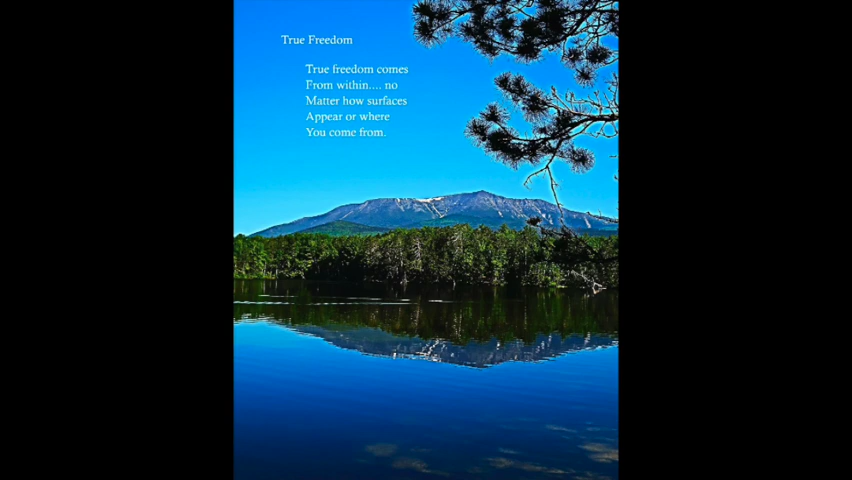 True Freedom
True freedom comes
From within.... no
Matter how surfaces
Appear or where
You come from.